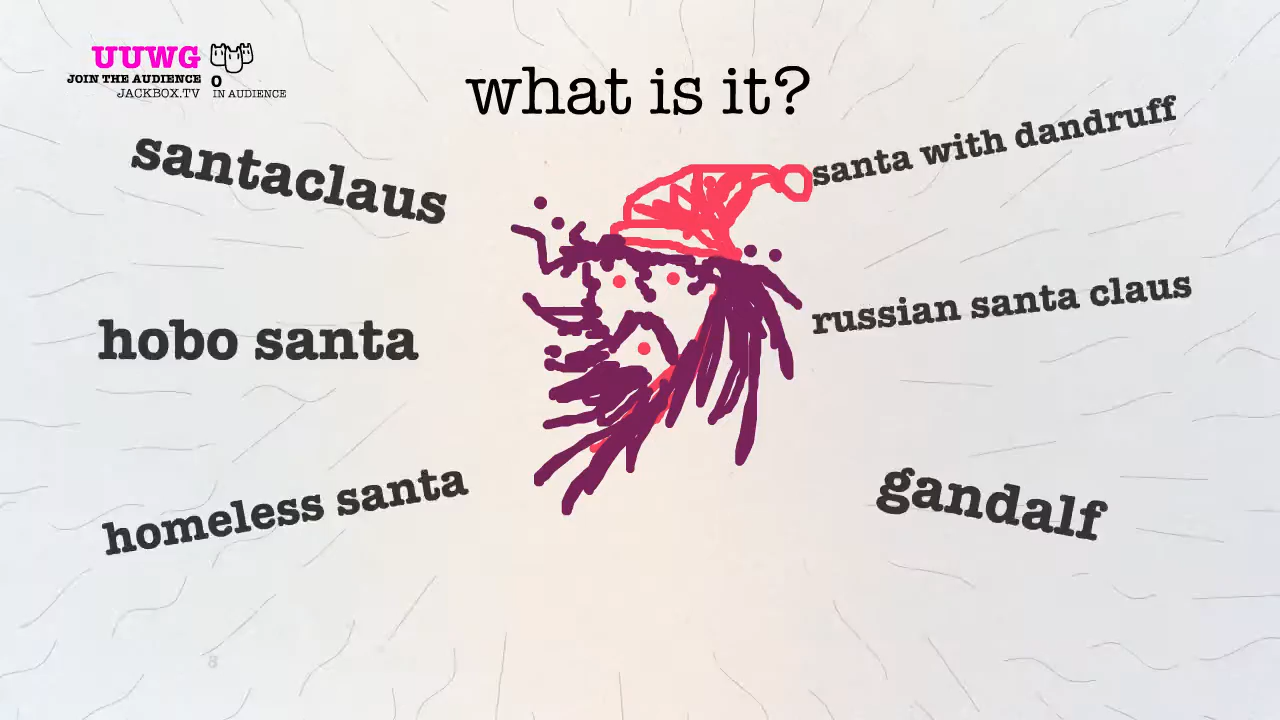 UUWG
JOIN THE AUDIENCE
JACKBOX.TV
0
IN AUDIENCE
what is it?
santaclaus
santa with dandruff
hobo santa
russian santa claus
homeless santa
gandalf
8